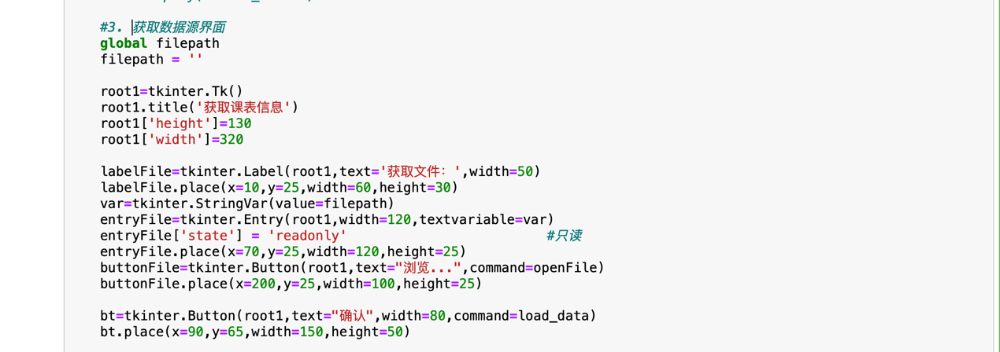 #3. 获取数据源界面
global filepath
filepath = ''
root1=tkinter.Tk()
root1.title('获取课表信息')
root1['height']=130
root1['width']=320
labelFile=tkinter.Label(root1,text='获取文件：',width=50)
labelFile.place(x=10,y=25,width=60,height=30)
var=tkinter.StringVar(value=filepath)
entryFile=tkinter.Entry(root1,width=120,textvariable=var)
entryFile['state'] = 'readonly' #只读
entryFile.place(x=70,y=25,width=120,height=25)
buttonFile=tkinter.Button(root1,text="浏览...",command=openFile)
buttonFile.place(x=200,y=25,width=100,height=25)
bt=tkinter.Button(root1,text="确认",width=80,command=load_data)
bt.place(x=90,y=65,width=150,height=50)